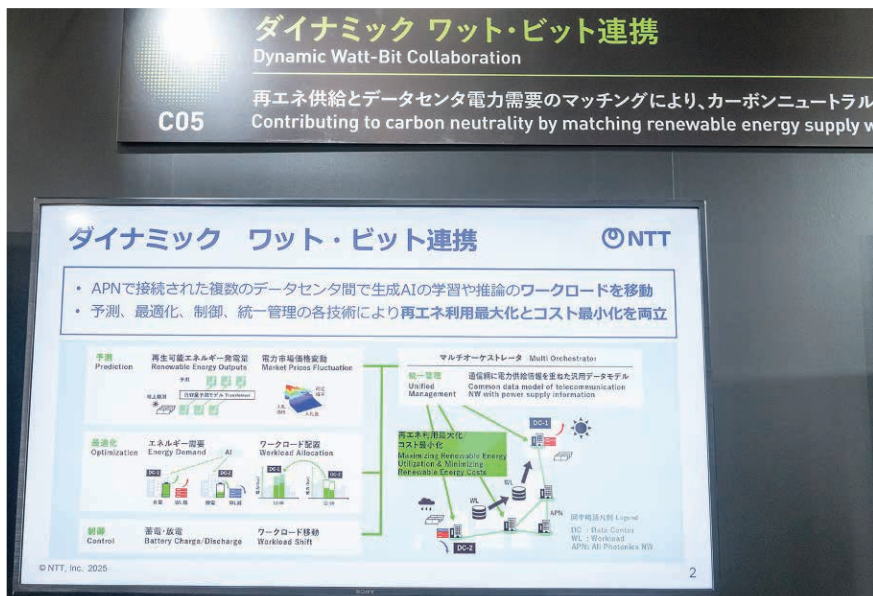 ダイナミック ワット・ビット連携
Dynamic Watt-Bit Collaboration
再エネ供給とデータセンタ電力需要のマッチングにより、カーボンニュートラル
C05
Contributing to carbon neutrality by matching renewable energy supply w
ダイナミック ワット・ビット連携
NTT
・ APNで接続された複数のデータセンタ間で生成AIの学習や推論のワークロードを移動
・ 予測、最適化、制御、統一管理の各技術により再エネ利用最大化とコスト最小化を両立
予測
Prediction
再生可能エネルギー発電量
Renewable Energy Outputs
電力市場価格変動
Market Prices Fluctuation
予測
マルチオーケストレータ Multi Orchestrator
統一管理
Unified
Management
通信網に電力供給情報を重ねた汎用データモデル
Common data model of telecommunication
NW with power supply information
最適化
Optimization
エネルギー需要
Energy Demand
AI
ワークロード配置
Workload Allocation
DC-1
DC-2
DC-1
DC-2
再エネ利用最大化
コスト最小化
Maximizing Renewable Energy
Utilization & Minimizing
Renewable Energy Costs
DC-1
WL
WL
APN
DC-2
制御
Control
蓄電・放電
Battery Charge/Discharge
ワークロード移動
Workload Shift
Legend
DC : Data Center
WL : Workload
APN: All Photonics NW
© NTT, Inc. 2025
2
SONY